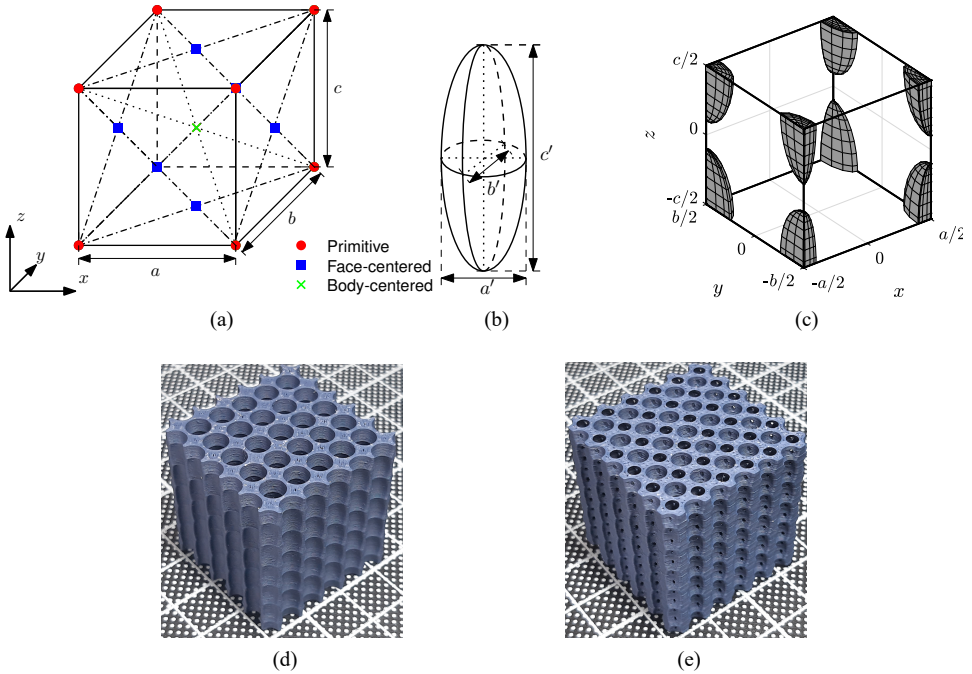 c
b
a
z
y
x
Primitive
Face-centered
Body-centered
(a)
c′
b′
a′
(b)
c/2
0
-c/2
b/2
z
0
-b/2
-a/2
0
a/2
y
x
(c)
(d)
(e)